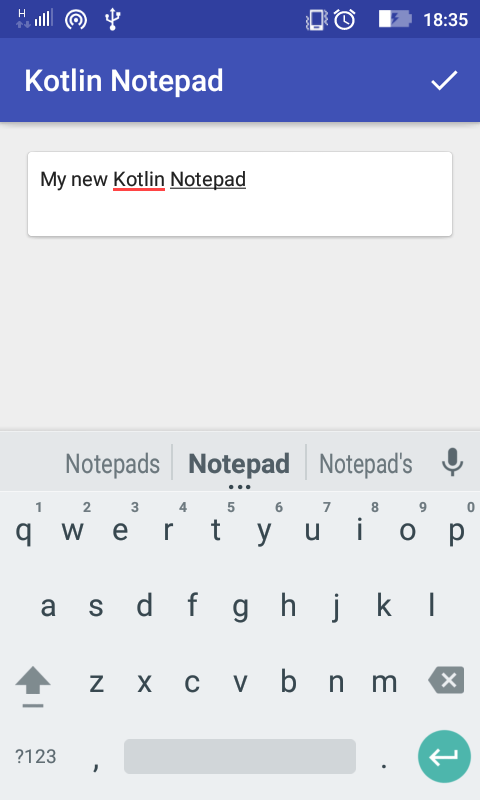 H 18:35
Kotlin Notepad
My new Kotlin Notepad
Notepads Notepad Notepad's
1 2 3 4 5 6 7 8 9 0
q w e r t y u i o p
a s d f g h j k l
z x c v b n m
?123 , .